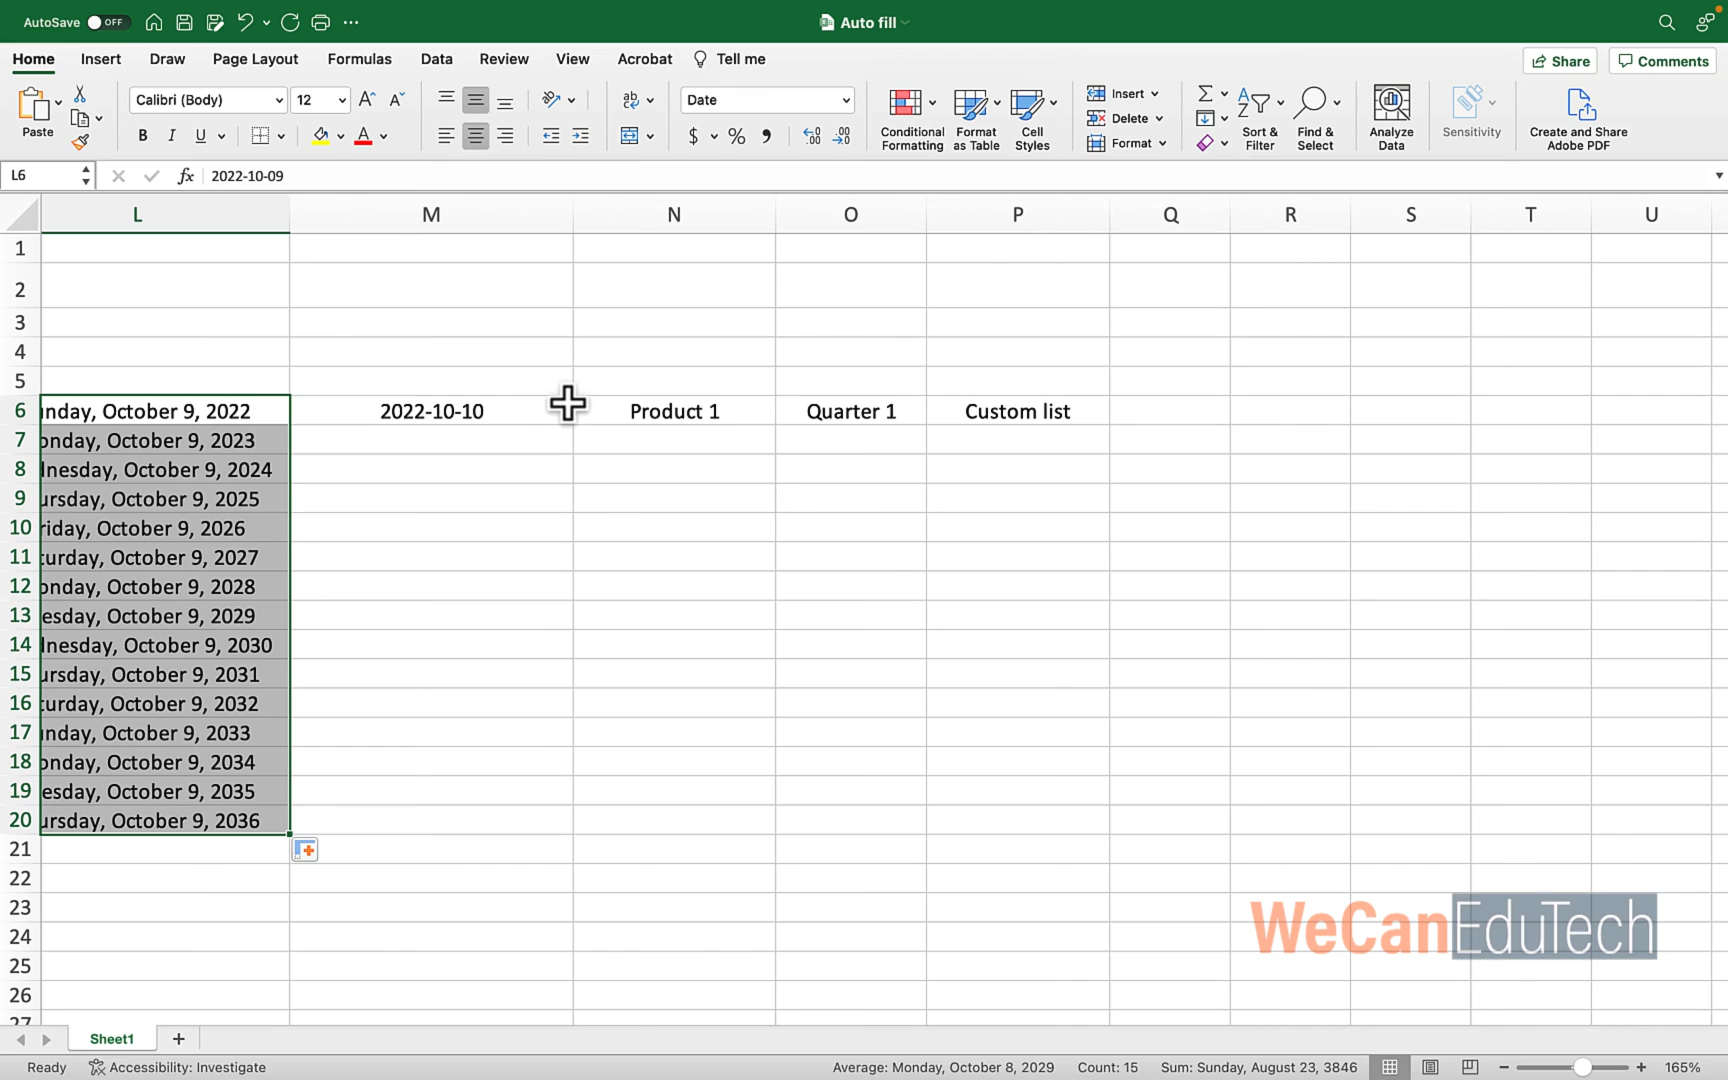 AutoSave OFF Auto fill
Home Insert Draw Page Layout Formulas Data Review View Acrobat Tell me Share Comments
Paste Calibri (Body) 12 Date Conditional Formatting Format as Table Cell Styles Insert Delete Format Sort & Filter Find & Select Analyze Data Sensitivity Create and Share Adobe PDF
L6 fx 2022-10-09
L M N O P Q R S T U
1
2
3
4
5
6 unday, October 9, 2022 2022-10-10 Product 1 Quarter 1 Custom list
7 onday, October 9, 2023
8 dnesday, October 9, 2024
9 ursday, October 9, 2025
10 riday, October 9, 2026
11 turday, October 9, 2027
12 onday, October 9, 2028
13 esday, October 9, 2029
14 dnesday, October 9, 2030
15 ursday, October 9, 2031
16 turday, October 9, 2032
17 unday, October 9, 2033
18 onday, October 9, 2034
19 esday, October 9, 2035
20 ursday, October 9, 2036
21
22
23
24
25
26
27
WeCanEduTech
Sheet1
Ready Accessibility: Investigate Average: Monday, October 8, 2029 Count: 15 Sum: Sunday, August 23, 3846 165%